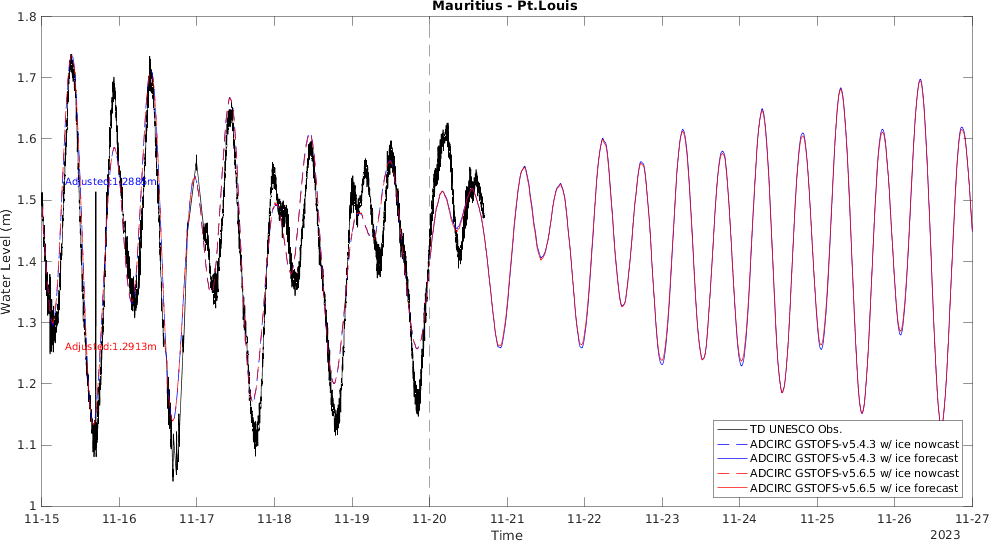 Mauritius - Pt.Louis
1.8
1.7
1.6
1.5
1.4
1.3
1.2
1.1
1
Water Level (m)
Adjusted:1.2885m
Adjusted:1.2913m
TD UNESCO Obs.
ADCIRC GSTOFS-v5.4.3 w/ ice nowcast
ADCIRC GSTOFS-v5.4.3 w/ ice forecast
ADCIRC GSTOFS-v5.6.5 w/ ice nowcast
ADCIRC GSTOFS-v5.6.5 w/ ice forecast
11-15 11-16 11-17 11-18 11-19 11-20 11-21 11-22 11-23 11-24 11-25 11-26 11-27
Time
2023